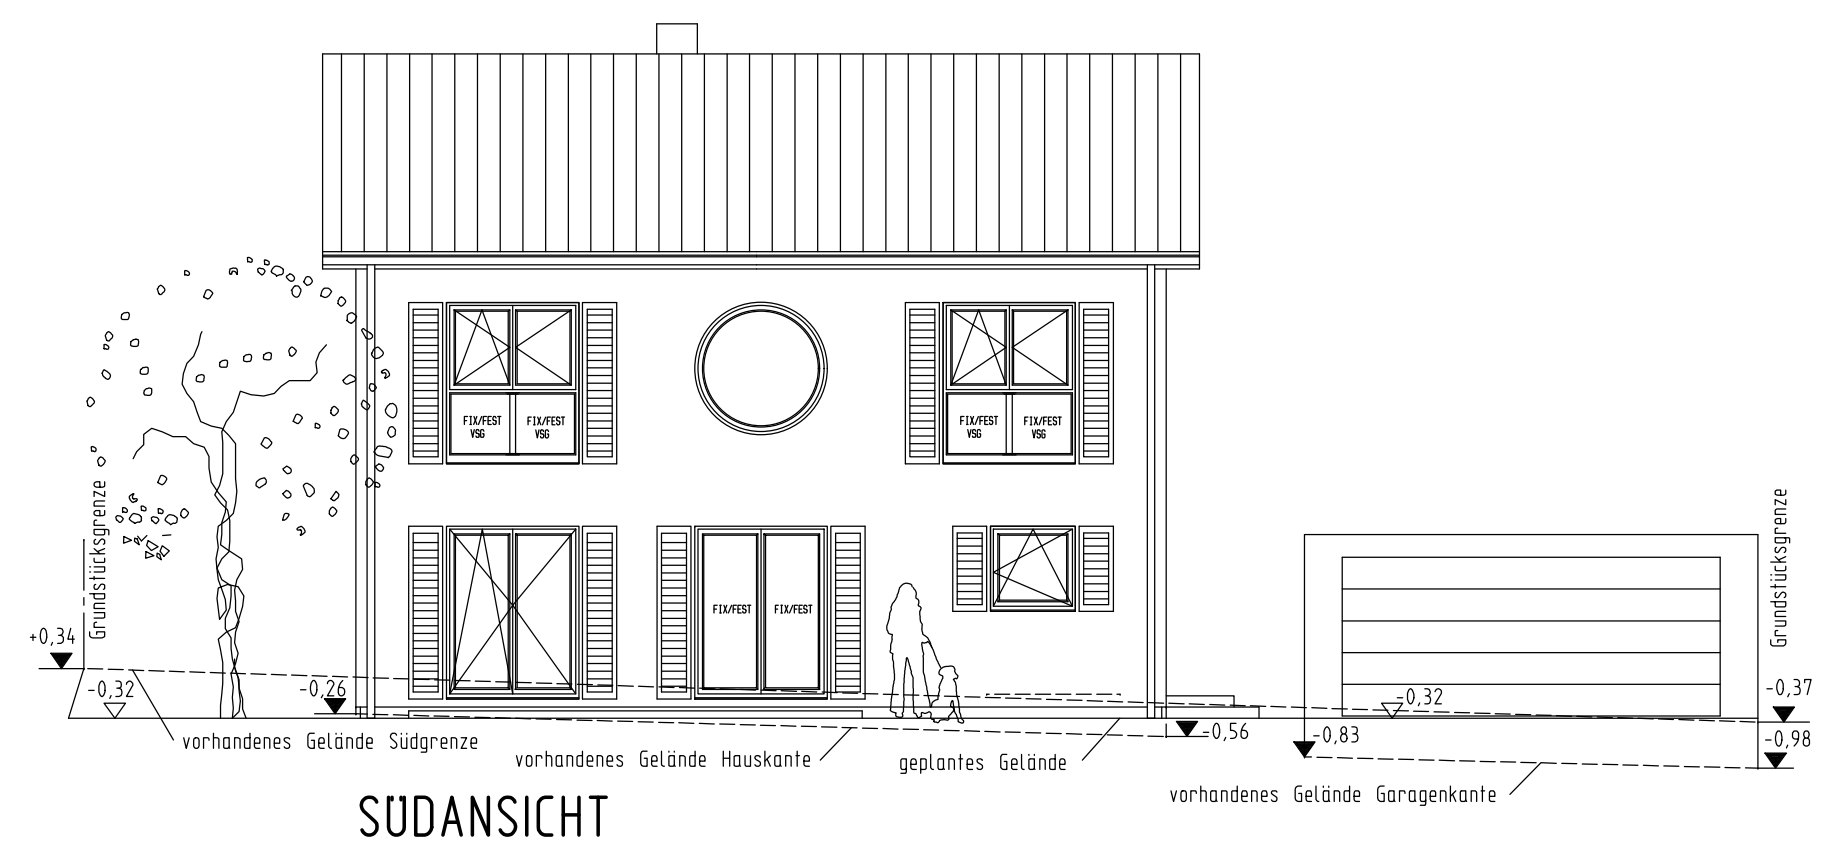 FIX/FEST
VSG
FIX/FEST
VSG
FIX/FEST
VSG
FIX/FEST
VSG
Grundstücksgrenze
Grundstücksgrenze
FIX/FEST
FIX/FEST
+0,34
-0,32
-0,26
-0,32
-0,37
-0,56
-0,83
-0,98
vorhandenes Gelände Südgrenze
vorhandenes Gelände Hauskante
geplantes Gelände
vorhandenes Gelände Garagenkante
SÜDANSICHT